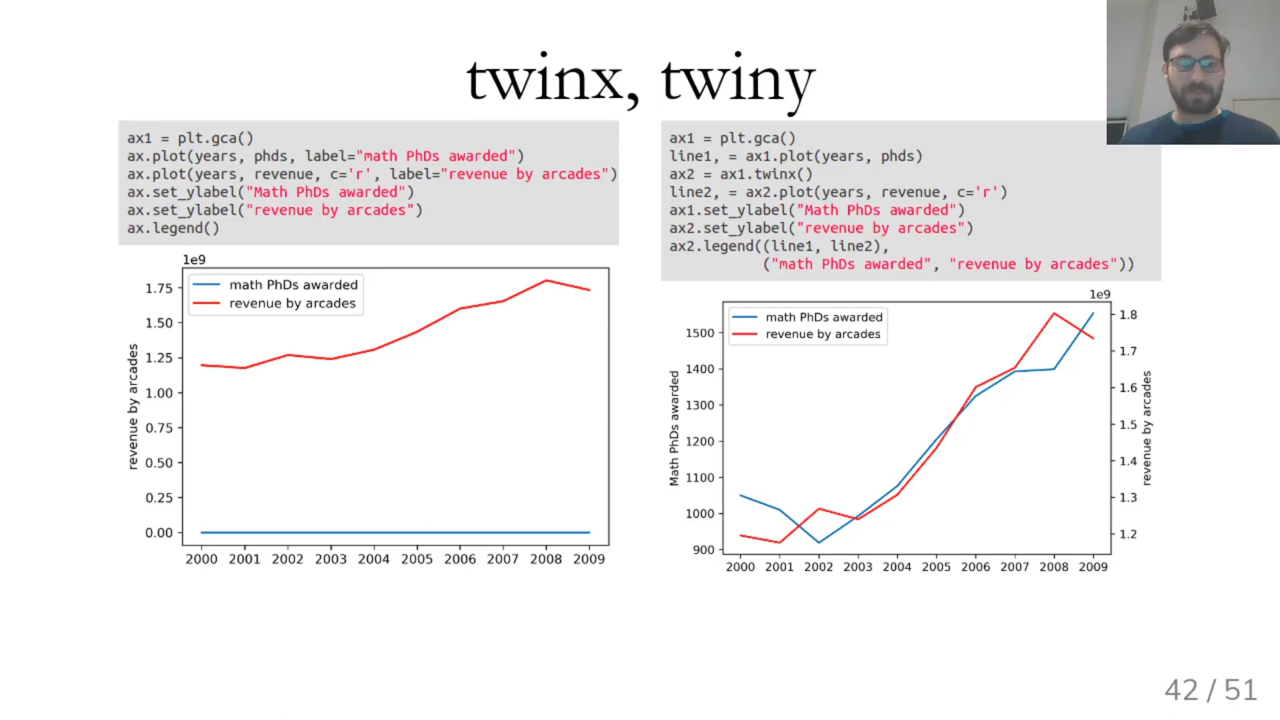 twinx, twiny
ax1 = plt.gca()
ax.plot(years, phds, label="math PhDs awarded")
ax.plot(years, revenue, c='r', label="revenue by arcades")
ax.set_ylabel("Math PhDs awarded")
ax.set_ylabel("revenue by arcades")
ax.legend()
1e9
math PhDs awarded
revenue by arcades
1.75
1.50
1.25
1.00
0.75
0.50
0.25
0.00
revenue by arcades
2000 2001 2002 2003 2004 2005 2006 2007 2008 2009
ax1 = plt.gca()
line1, = ax1.plot(years, phds)
ax2 = ax1.twinx()
line2, = ax2.plot(years, revenue, c='r')
ax1.set_ylabel("Math PhDs awarded")
ax2.set_ylabel("revenue by arcades")
ax2.legend((line1, line2),
("math PhDs awarded", "revenue by arcades"))
1e9
math PhDs awarded
revenue by arcades
1500
1400
1300
1200
1100
1000
900
Math PhDs awarded
1.8
1.7
1.6
1.5
1.4
1.3
1.2
revenue by arcades
2000 2001 2002 2003 2004 2005 2006 2007 2008 2009
42 / 51